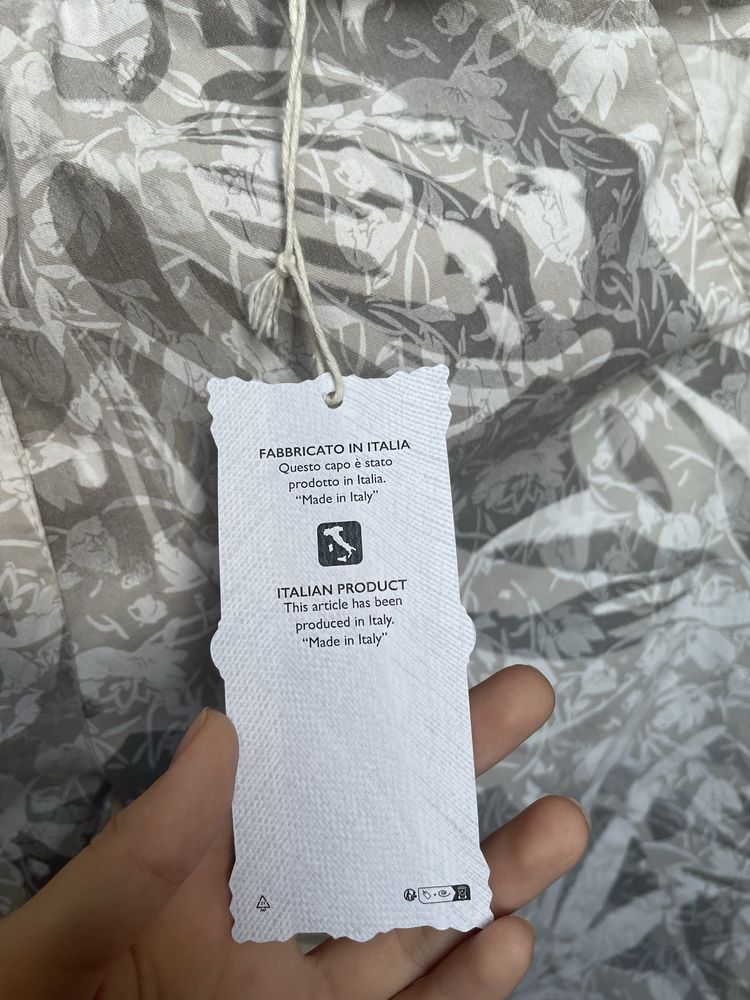 FABBRICATO IN ITALIA
Questo capo è stato
prodotto in Italia.
“Made in Italy”
ITALIAN PRODUCT
This article has been
produced in Italy.
“Made in Italy”